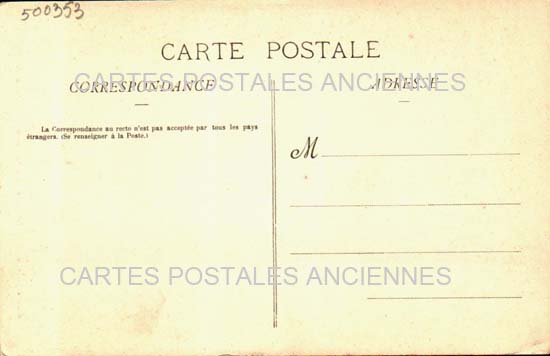 500353
CARTE POSTALE
CARTES POSTALES ANCIENNES
CORRESPONDANCE
ADRESSE
La Correspondance au recto n'est pas acceptée par tous les pays
étrangers. (Se renseigner à la Poste.)
M
CARTES POSTALES ANCIENNES